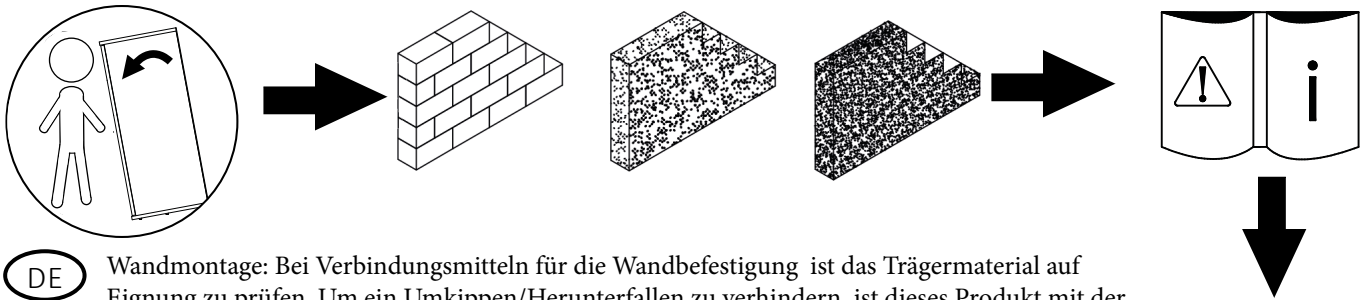 i
DE
Wandmontage: Bei Verbindungsmitteln für die Wandbefestigung ist das Trägermaterial auf
Eignung zu prüfen. Um ein Umkippen/Herunterfallen zu verhindern, ist dieses Produkt mit der